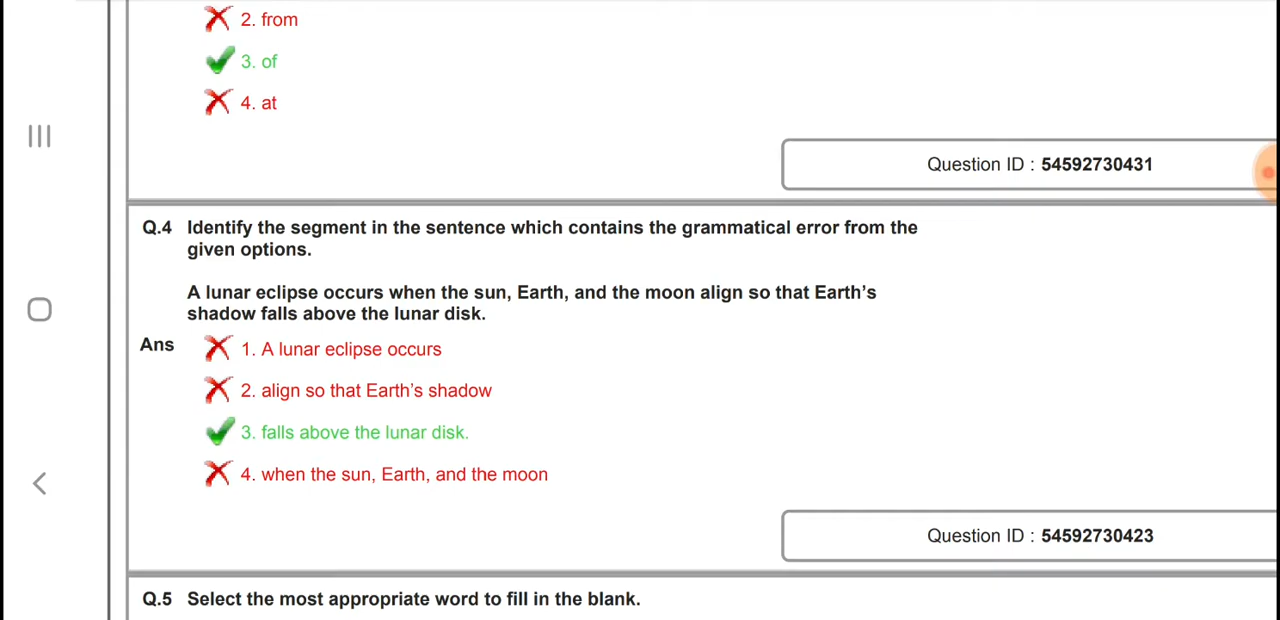 2. from
3. of
4. at
Question ID : 54592730431
Q.4 Identify the segment in the sentence which contains the grammatical error from the
given options.
A lunar eclipse occurs when the sun, Earth, and the moon align so that Earth’s
shadow falls above the lunar disk.
Ans 1. A lunar eclipse occurs
2. align so that Earth’s shadow
3. falls above the lunar disk.
4. when the sun, Earth, and the moon
Question ID : 54592730423
Q.5 Select the most appropriate word to fill in the blank.